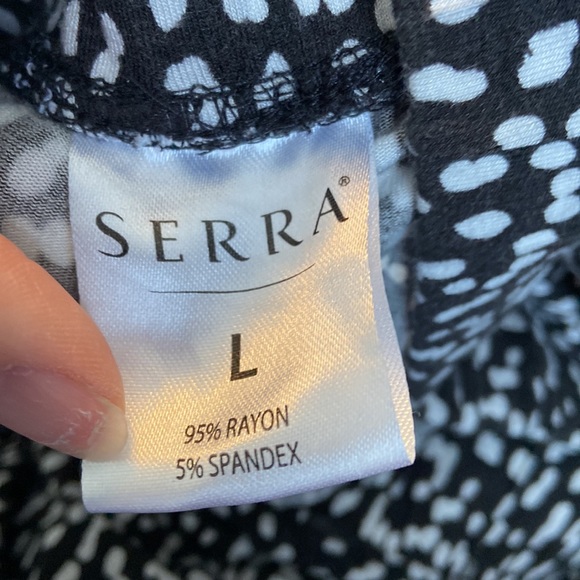 SERRA®
L
95% RAYON
5% SPANDEX